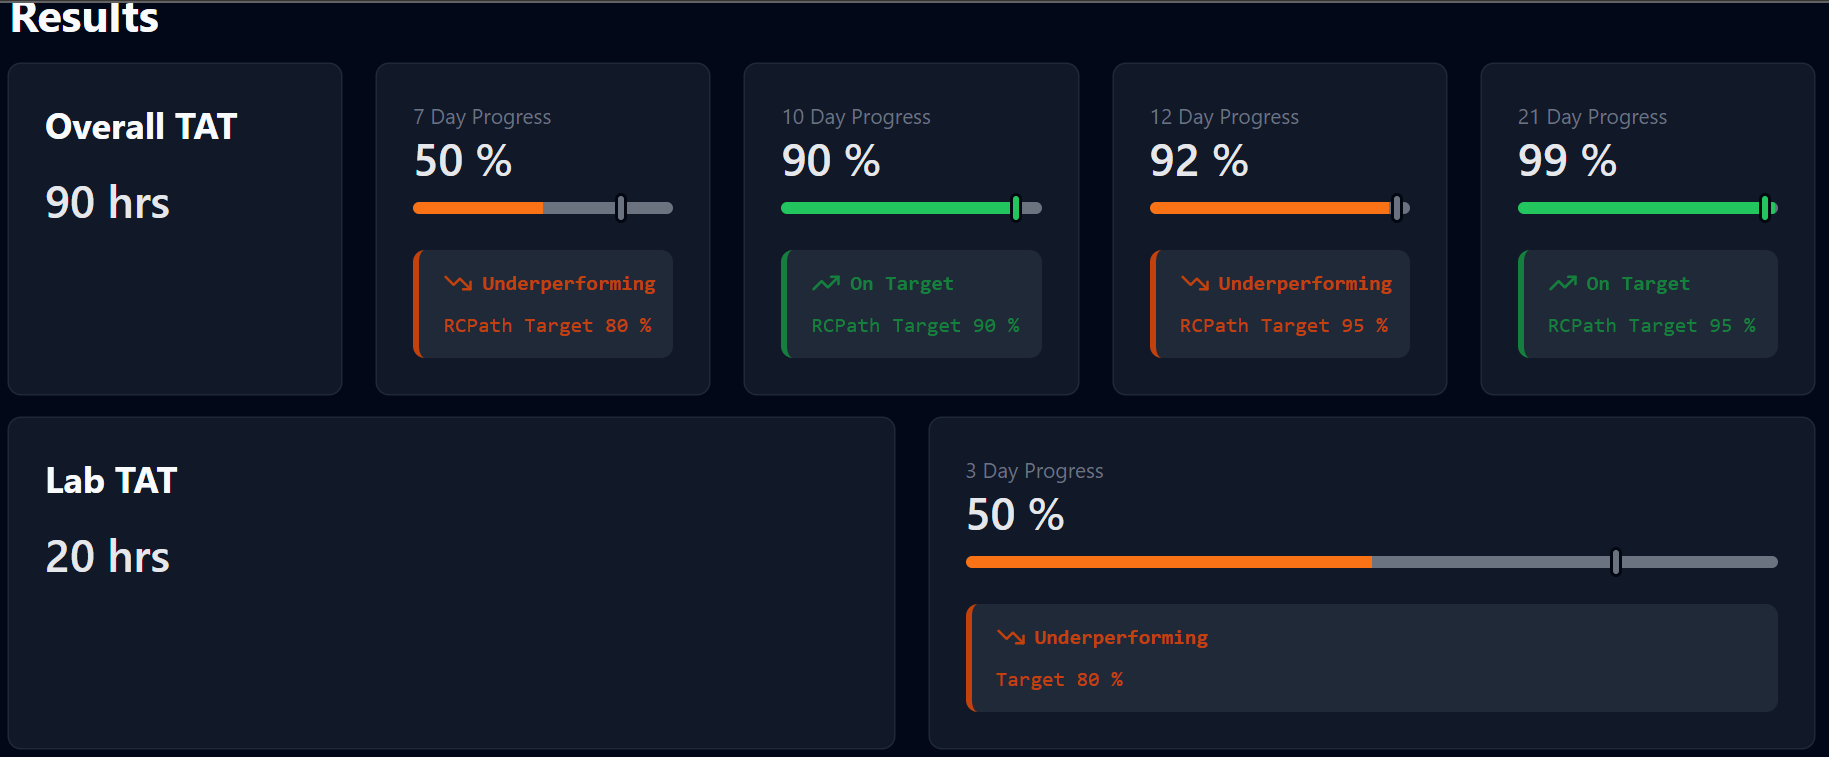 Results
Overall TAT
90 hrs
7 Day Progress
50 %
Underperforming
RCPath Target 80 %
10 Day Progress
90 %
On Target
RCPath Target 90 %
12 Day Progress
92 %
Underperforming
RCPath Target 95 %
21 Day Progress
99 %
On Target
RCPath Target 95 %
Lab TAT
20 hrs
3 Day Progress
50 %
Underperforming
Target 80 %